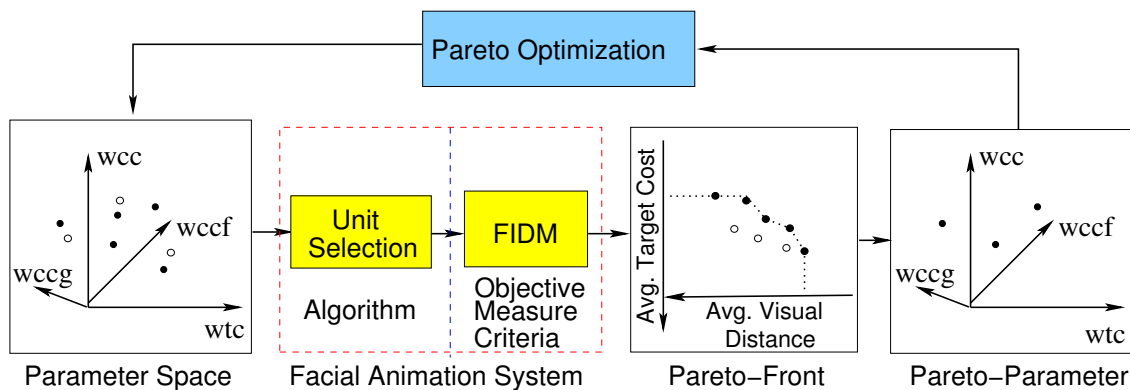 Pareto Optimization
wcc
wccf
wccg
wtc
Parameter Space
Unit
Selection
Algorithm
FIDM
Objective
Measure
Criteria
Facial Animation System
Avg. Target Cost
Avg. Visual
Distance
Pareto−Front
wcc
wccf
wccg
wtc
Pareto−Parameter